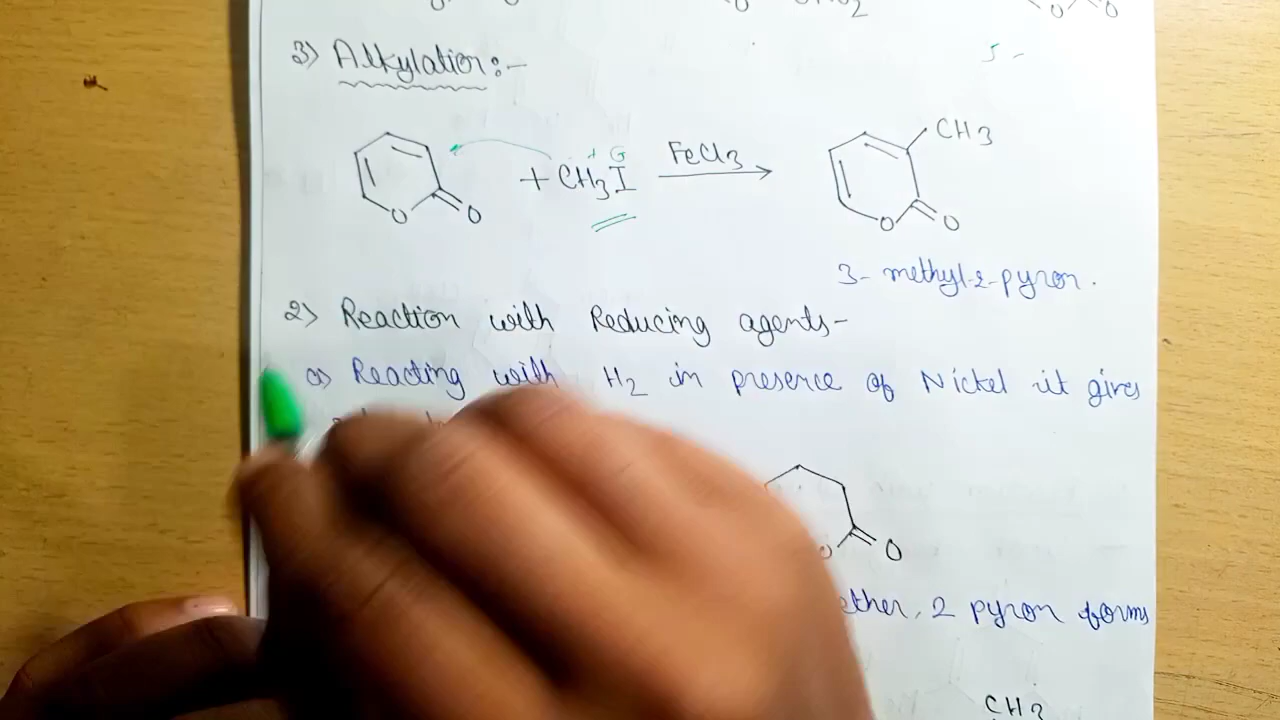 3) Alkylation:-
+ CH3I FeCl3 CH3
O O O O
3- methyl-2-pyron.
2) Reaction with Reducing agents-
a) Reacting with H2 in presence of Nickel it gives
O
ether, 2 pyron forms
CH3